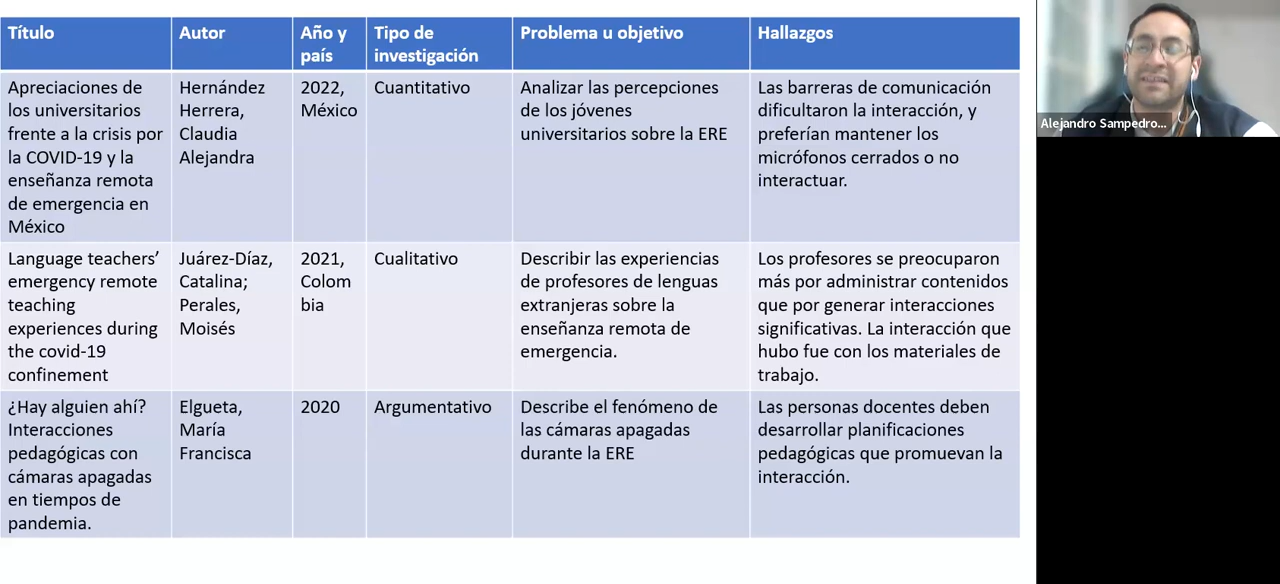 Título
Autor
Año y
país
Tipo de
investigación
Problema u objetivo
Hallazgos
Apreciaciones de
los universitarios
frente a la crisis por
la COVID-19 y la
enseñanza remota
de emergencia en
México
Hernández
Herrera,
Claudia
Alejandra
2022,
México
Cuantitativo
Analizar las percepciones
de los jóvenes
universitarios sobre la ERE
Las barreras de comunicación
dificultaron la interacción, y
preferían mantener los
micrófonos cerrados o no
interactuar.
Language teachers’
emergency remote
teaching
experiences during
the covid-19
confinement
Juárez-Díaz,
Catalina;
Perales,
Moisés
2021,
Colom
bia
Cualitativo
Describir las experiencias
de profesores de lenguas
extranjeras sobre la
enseñanza remota de
emergencia.
Los profesores se preocuparon
más por administrar contenidos
que por generar interacciones
significativas. La interacción que
hubo fue con los materiales de
trabajo.
¿Hay alguien ahí?
Interacciones
pedagógicas con
cámaras apagadas
en tiempos de
pandemia.
Elgueta,
María
Francisca
2020
Argumentativo
Describe el fenómeno de
las cámaras apagadas
durante la ERE
Las personas docentes deben
desarrollar planificaciones
pedagógicas que promuevan la
interacción.
Alejandro Sampedro...